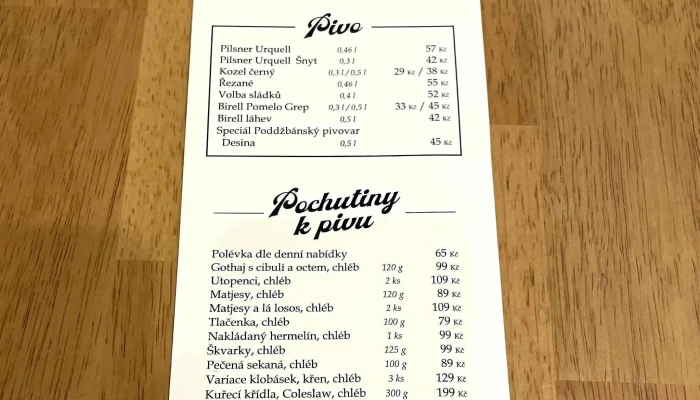 Pivo
Pilsner Urquell 0,46 l 57 Kč
Pilsner Urquell Šnyt 0,3 l 42 Kč
Kozel černý 0,3 l / 0,5 l 29 Kč / 38 Kč
Řezané 0,46 l 55 Kč
Volba sládků 0,4 l 52 Kč
Birell Pomelo Grep 0,3 l / 0,5 l 33 Kč / 45 Kč
Birell láhev 0,5 l 42 Kč
Speciál Poddžbánský pivovar
Desina 0,5 l 45 Kč
Pochutiny
k pivu
Polévka dle denní nabídky 65 Kč
Gothaj s cibulí a octem, chléb 120 g 99 Kč
Utopenci, chléb 2 ks 109 Kč
Matjesy, chléb 120 g 89 Kč
Matjesy a lá losos, chléb 2 ks 109 Kč
Tlačenka, chléb 100 g 79 Kč
Nakládaný hermelín, chléb 1 ks 99 Kč
Škvarky, chléb 125 g 99 Kč
Pečená sekaná, chléb 100 g 89 Kč
Variace klobásek, křen, chléb 3 ks 129 Kč
Kuřecí křídla, Coleslaw, chléb 300 g 199 Kč